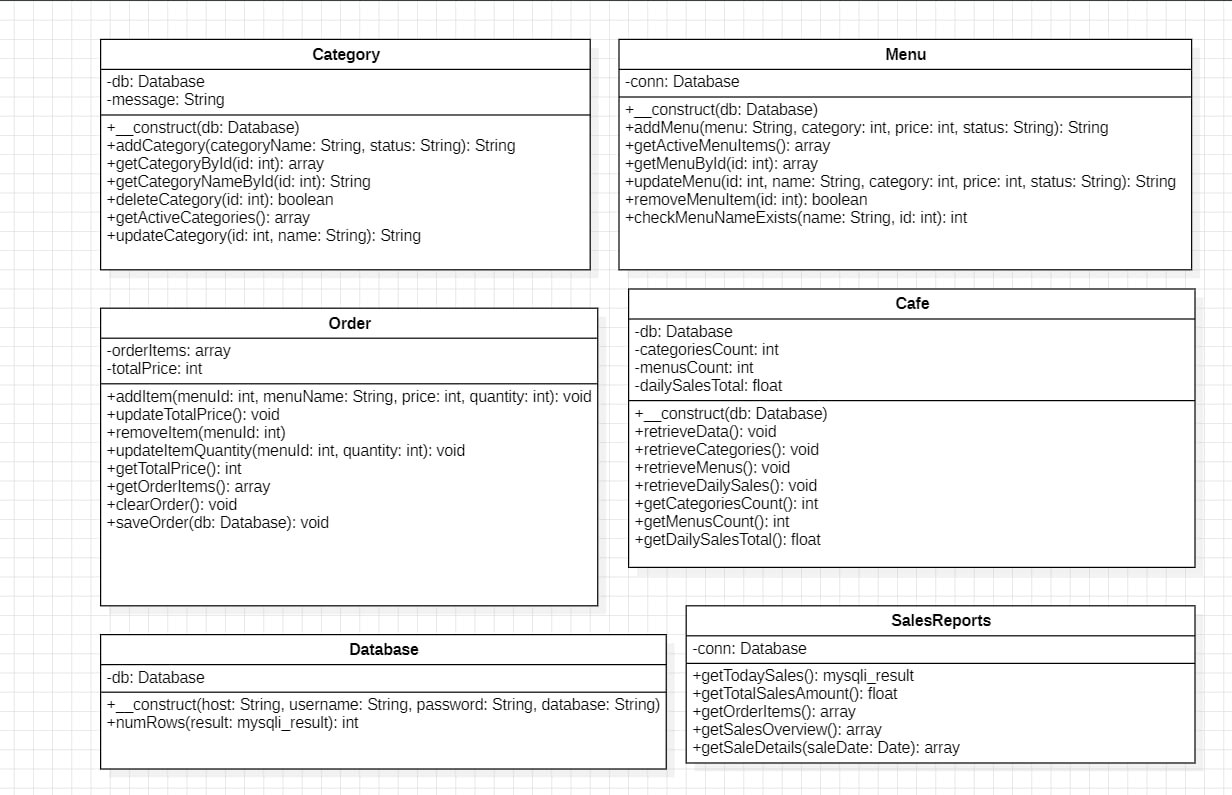 Category
-db: Database
-message: String
+__construct(db: Database)
+addCategory(categoryName: String, status: String): String
+getCategoryById(id: int): array
+getCategoryNameById(id: int): String
+deleteCategory(id: int): boolean
+getActiveCategories(): array
+updateCategory(id: int, name: String): String
Menu
-conn: Database
+__construct(db: Database)
+addMenu(menu: String, category: int, price: int, status: String): String
+getActiveMenuItems(): array
+getMenuById(id: int): array
+updateMenu(id: int, name: String, category: int, price: int, status: String): String
+removeMenuItem(id: int): boolean
+checkMenuNameExists(name: String, id: int): int
Order
-orderItems: array
-totalPrice: int
+addItem(menuId: int, menuName: String, price: int, quantity: int): void
+updateTotalPrice(): void
+removeItem(menuId: int)
+updateItemQuantity(menuId: int, quantity: int): void
+getTotalPrice(): int
+getOrderItems(): array
+clearOrder(): void
+saveOrder(db: Database): void
Cafe
-db: Database
-categoriesCount: int
-menusCount: int
-dailySalesTotal: float
+__construct(db: Database)
+retrieveData(): void
+retrieveCategories(): void
+retrieveMenus(): void
+retrieveDailySales(): void
+getCategoriesCount(): int
+getMenusCount(): int
+getDailySalesTotal(): float
Database
-db: Database
+__construct(host: String, username: String, password: String, database: String)
+numRows(result: mysqli_result): int
SalesReports
-conn: Database
+getTodaySales(): mysqli_result
+getTotalSalesAmount(): float
+getOrderItems(): array
+getSalesOverview(): array
+getSaleDetails(saleDate: Date): array